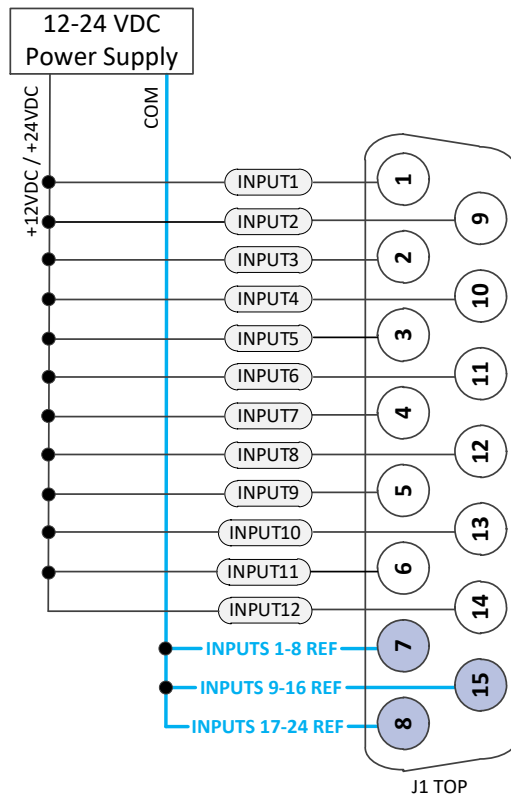 12-24 VDC
Power Supply
+12VDC / +24VDC
COM
INPUT1
1
INPUT2
9
INPUT3
2
INPUT4
10
INPUT5
3
INPUT6
11
INPUT7
4
INPUT8
12
INPUT9
5
INPUT10
13
INPUT11
6
INPUT12
14
INPUTS 1-8 REF
7
INPUTS 9-16 REF
15
INPUTS 17-24 REF
8
J1 TOP